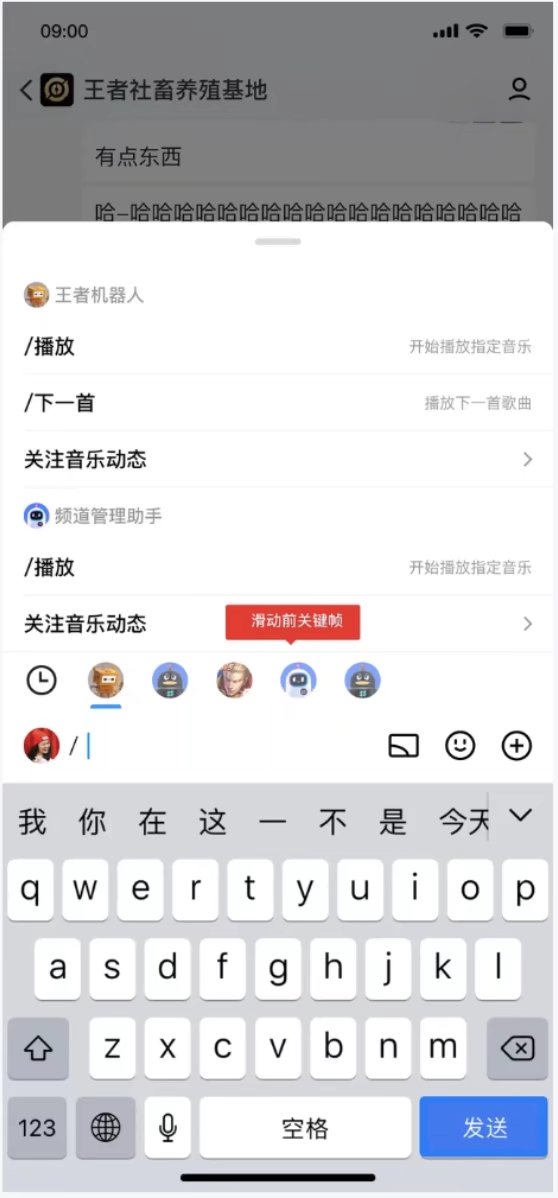 09:00
王者社畜养殖基地
有点东西
哈-哈哈哈哈哈哈哈哈哈哈哈哈哈哈哈哈哈哈
王者机器人
/播放 开始播放指定音乐
/下一首 播放下一首歌曲
关注音乐动态
频道管理助手
/播放 开始播放指定音乐
关注音乐动态
滑动前关键帧
/
我 你 在 这 一 不 是 今天
q w e r t y u i o p
a s d f g h j k l
z x c v b n m
123 空格 发送